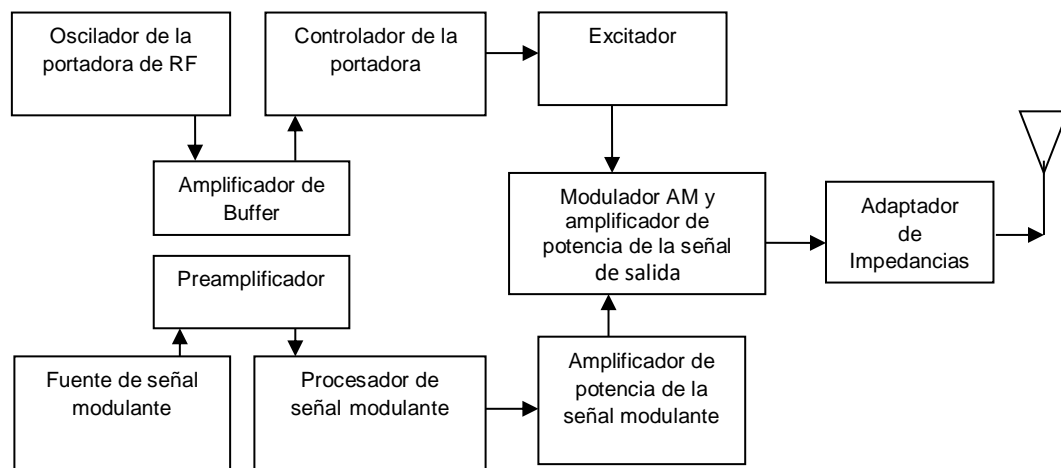 Oscilador de la
portadora de RF
Controlador de la
portadora
Excitador
Amplificador de
Buffer
Modulador AM y
amplificador de
potencia de la señal
de salida
Adaptador
de
Impedancias
Preamplificador
Fuente de señal
modulante
Procesador de
señal modulante
Amplificador de
potencia de la
señal modulante